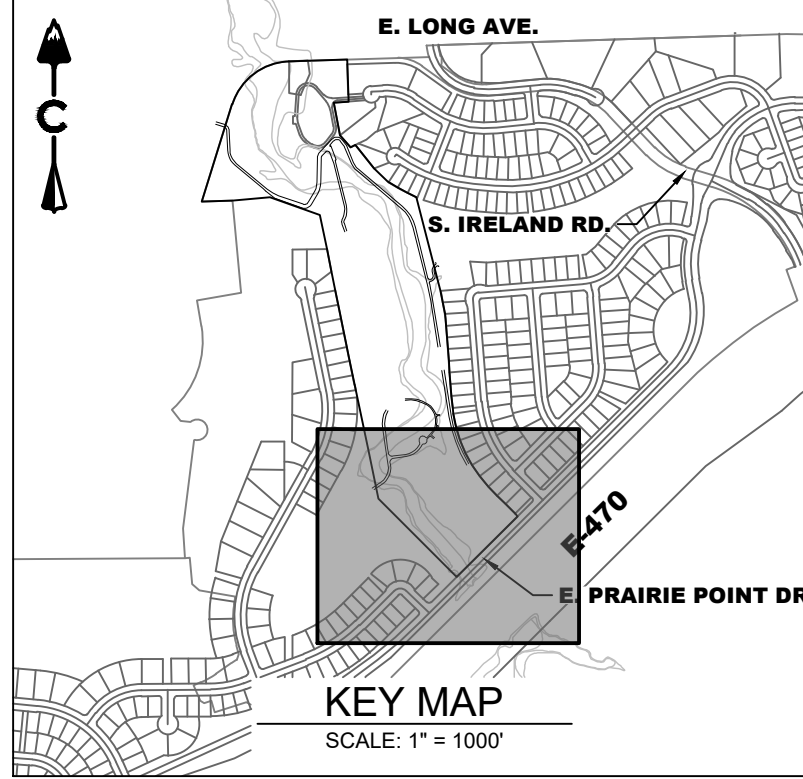 E. LONG AVE.
C
S. IRELAND RD.
E-470
E. PRAIRIE POINT DR
KEY MAP
SCALE: 1" = 1000'